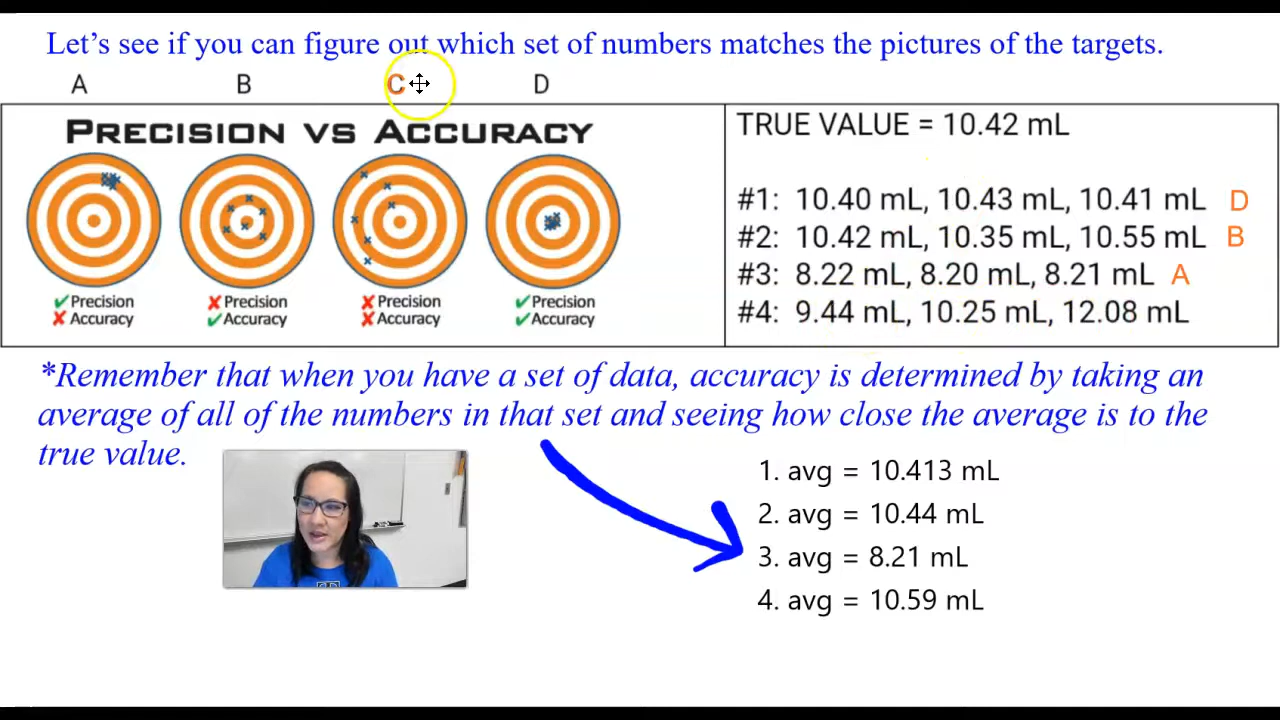 Let's see if you can figure out which set of numbers matches the pictures of the targets.
A B C D
PRECISION VS ACCURACY
✓Precision ✗Precision ✗Precision ✓Precision
✗Accuracy ✓Accuracy ✗Accuracy ✓Accuracy
TRUE VALUE = 10.42 mL
#1: 10.40 mL, 10.43 mL, 10.41 mL D
#2: 10.42 mL, 10.35 mL, 10.55 mL B
#3: 8.22 mL, 8.20 mL, 8.21 mL A
#4: 9.44 mL, 10.25 mL, 12.08 mL
*Remember that when you have a set of data, accuracy is determined by taking an
average of all of the numbers in that set and seeing how close the average is to the
true value.
1. avg = 10.413 mL
2. avg = 10.44 mL
3. avg = 8.21 mL
4. avg = 10.59 mL